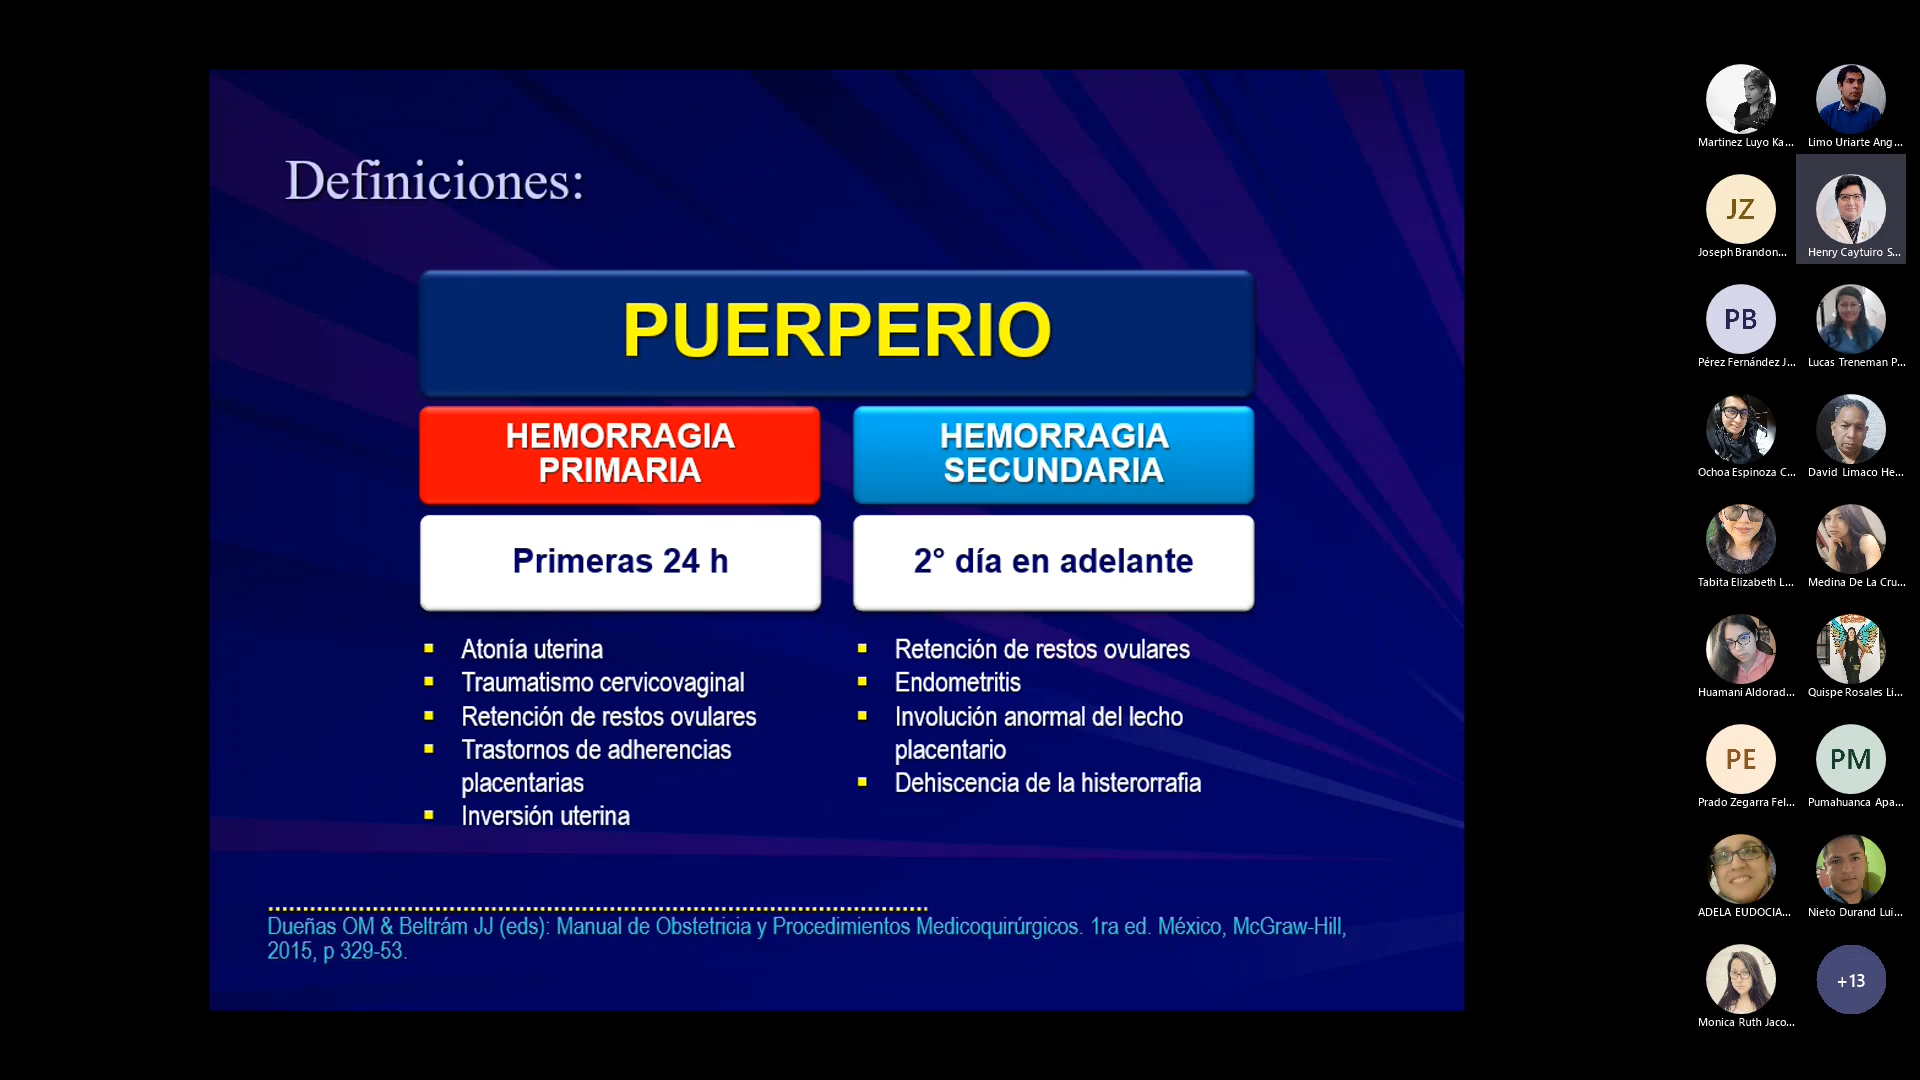 Definiciones:
PUERPERIO
HEMORRAGIA
PRIMARIA
HEMORRAGIA
SECUNDARIA
Primeras 24 h
2° día en adelante
Atonía uterina
Traumatismo cervicovaginal
Retención de restos ovulares
Trastornos de adherencias
placentarias
Inversión uterina
Retención de restos ovulares
Endometritis
Involución anormal del lecho
placentario
Dehiscencia de la histerorrafia
Dueñas OM & Beltrám JJ (eds): Manual de Obstetricia y Procedimientos Medicoquirúrgicos. 1ra ed. México, McGraw-Hill,
2015, p 329-53.
Martinez Luyo Ka...
Limo Uriarte Ang...
JZ
Joseph Brandon...
Henry Caytuiro S...
PB
Pérez Fernández J...
Lucas Treneman P...
Ochoa Espinoza C...
David Limaco He...
Tabita Elizabeth L...
Medina De La Cru...
Huamani Aldorad...
Quispe Rosales Li...
PE
Prado Zegarra Fel...
PM
Pumahuanca Apa...
ADELA EUDOCIA...
Nieto Durand Lui...
Monica Ruth Jaco...
+13